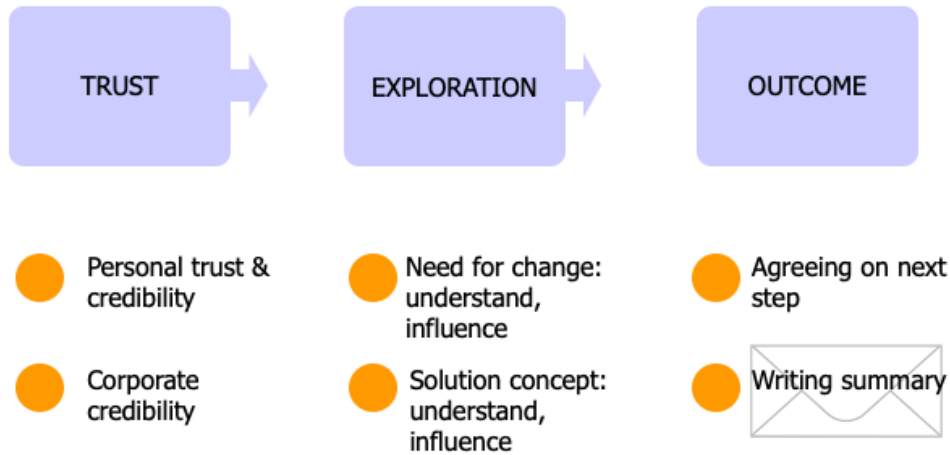 TRUST
EXPLORATION
OUTCOME
Personal trust &
credibility
Need for change:
understand,
influence
Agreeing on next
step
Corporate
credibility
Solution concept:
understand,
influence
Writing summary